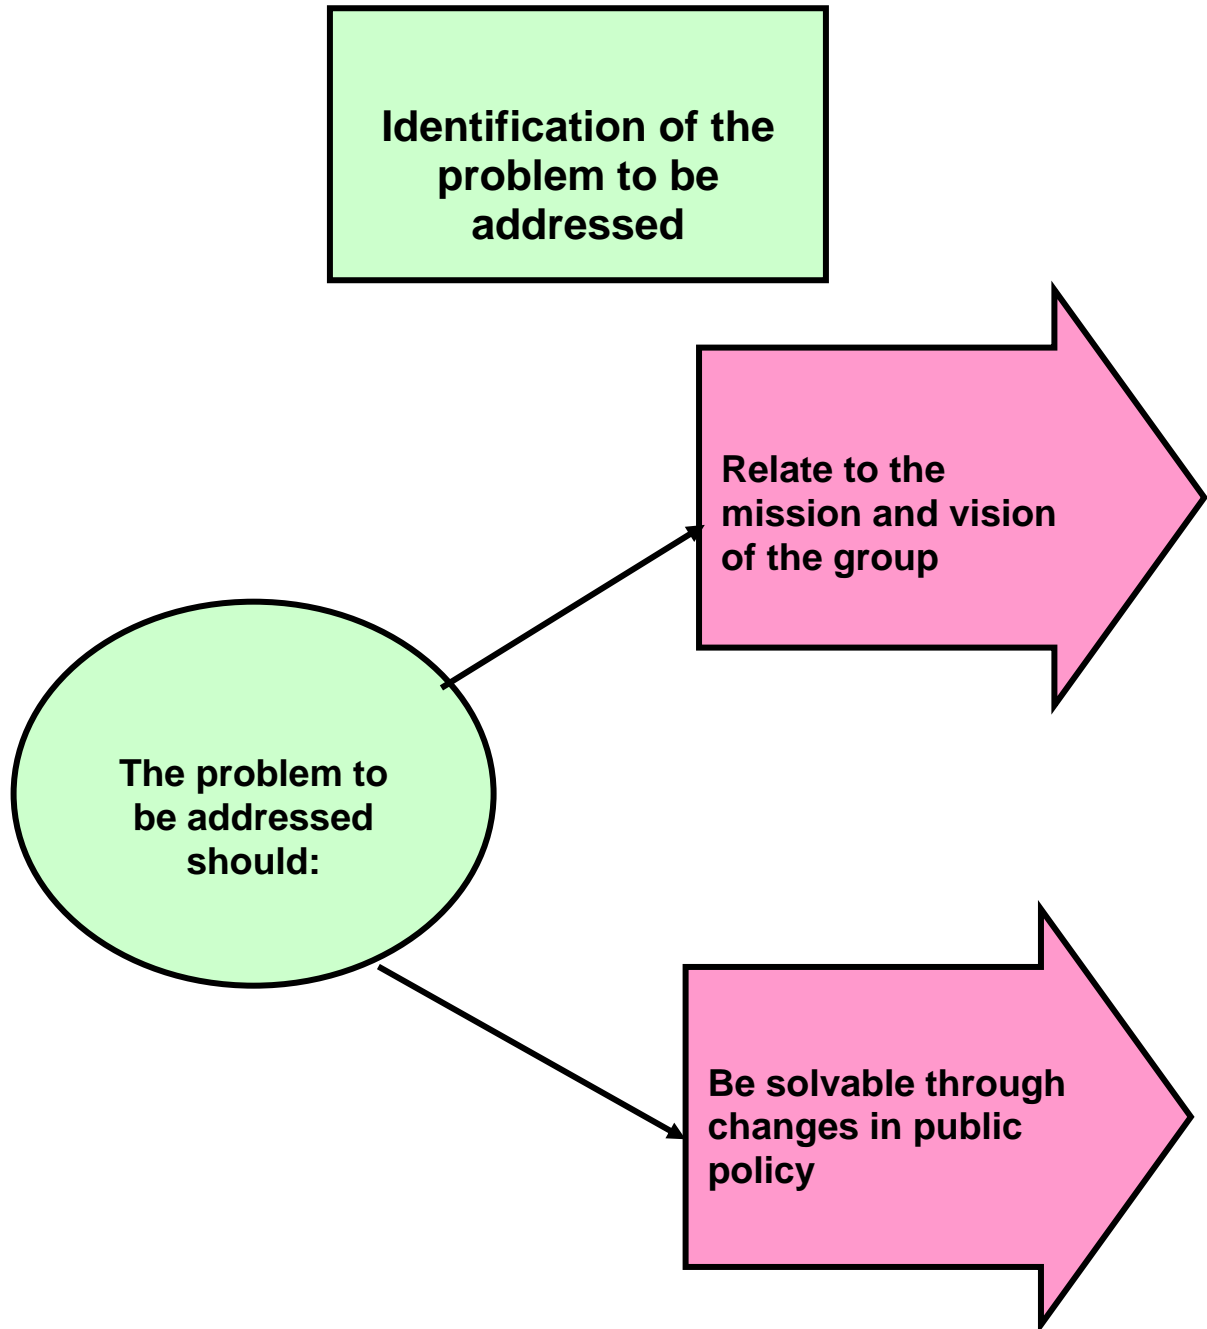 Identification of the
problem to be
addressed
Relate to the
mission and vision
of the group
The problem to
be addressed
should:
Be solvable through
changes in public
policy